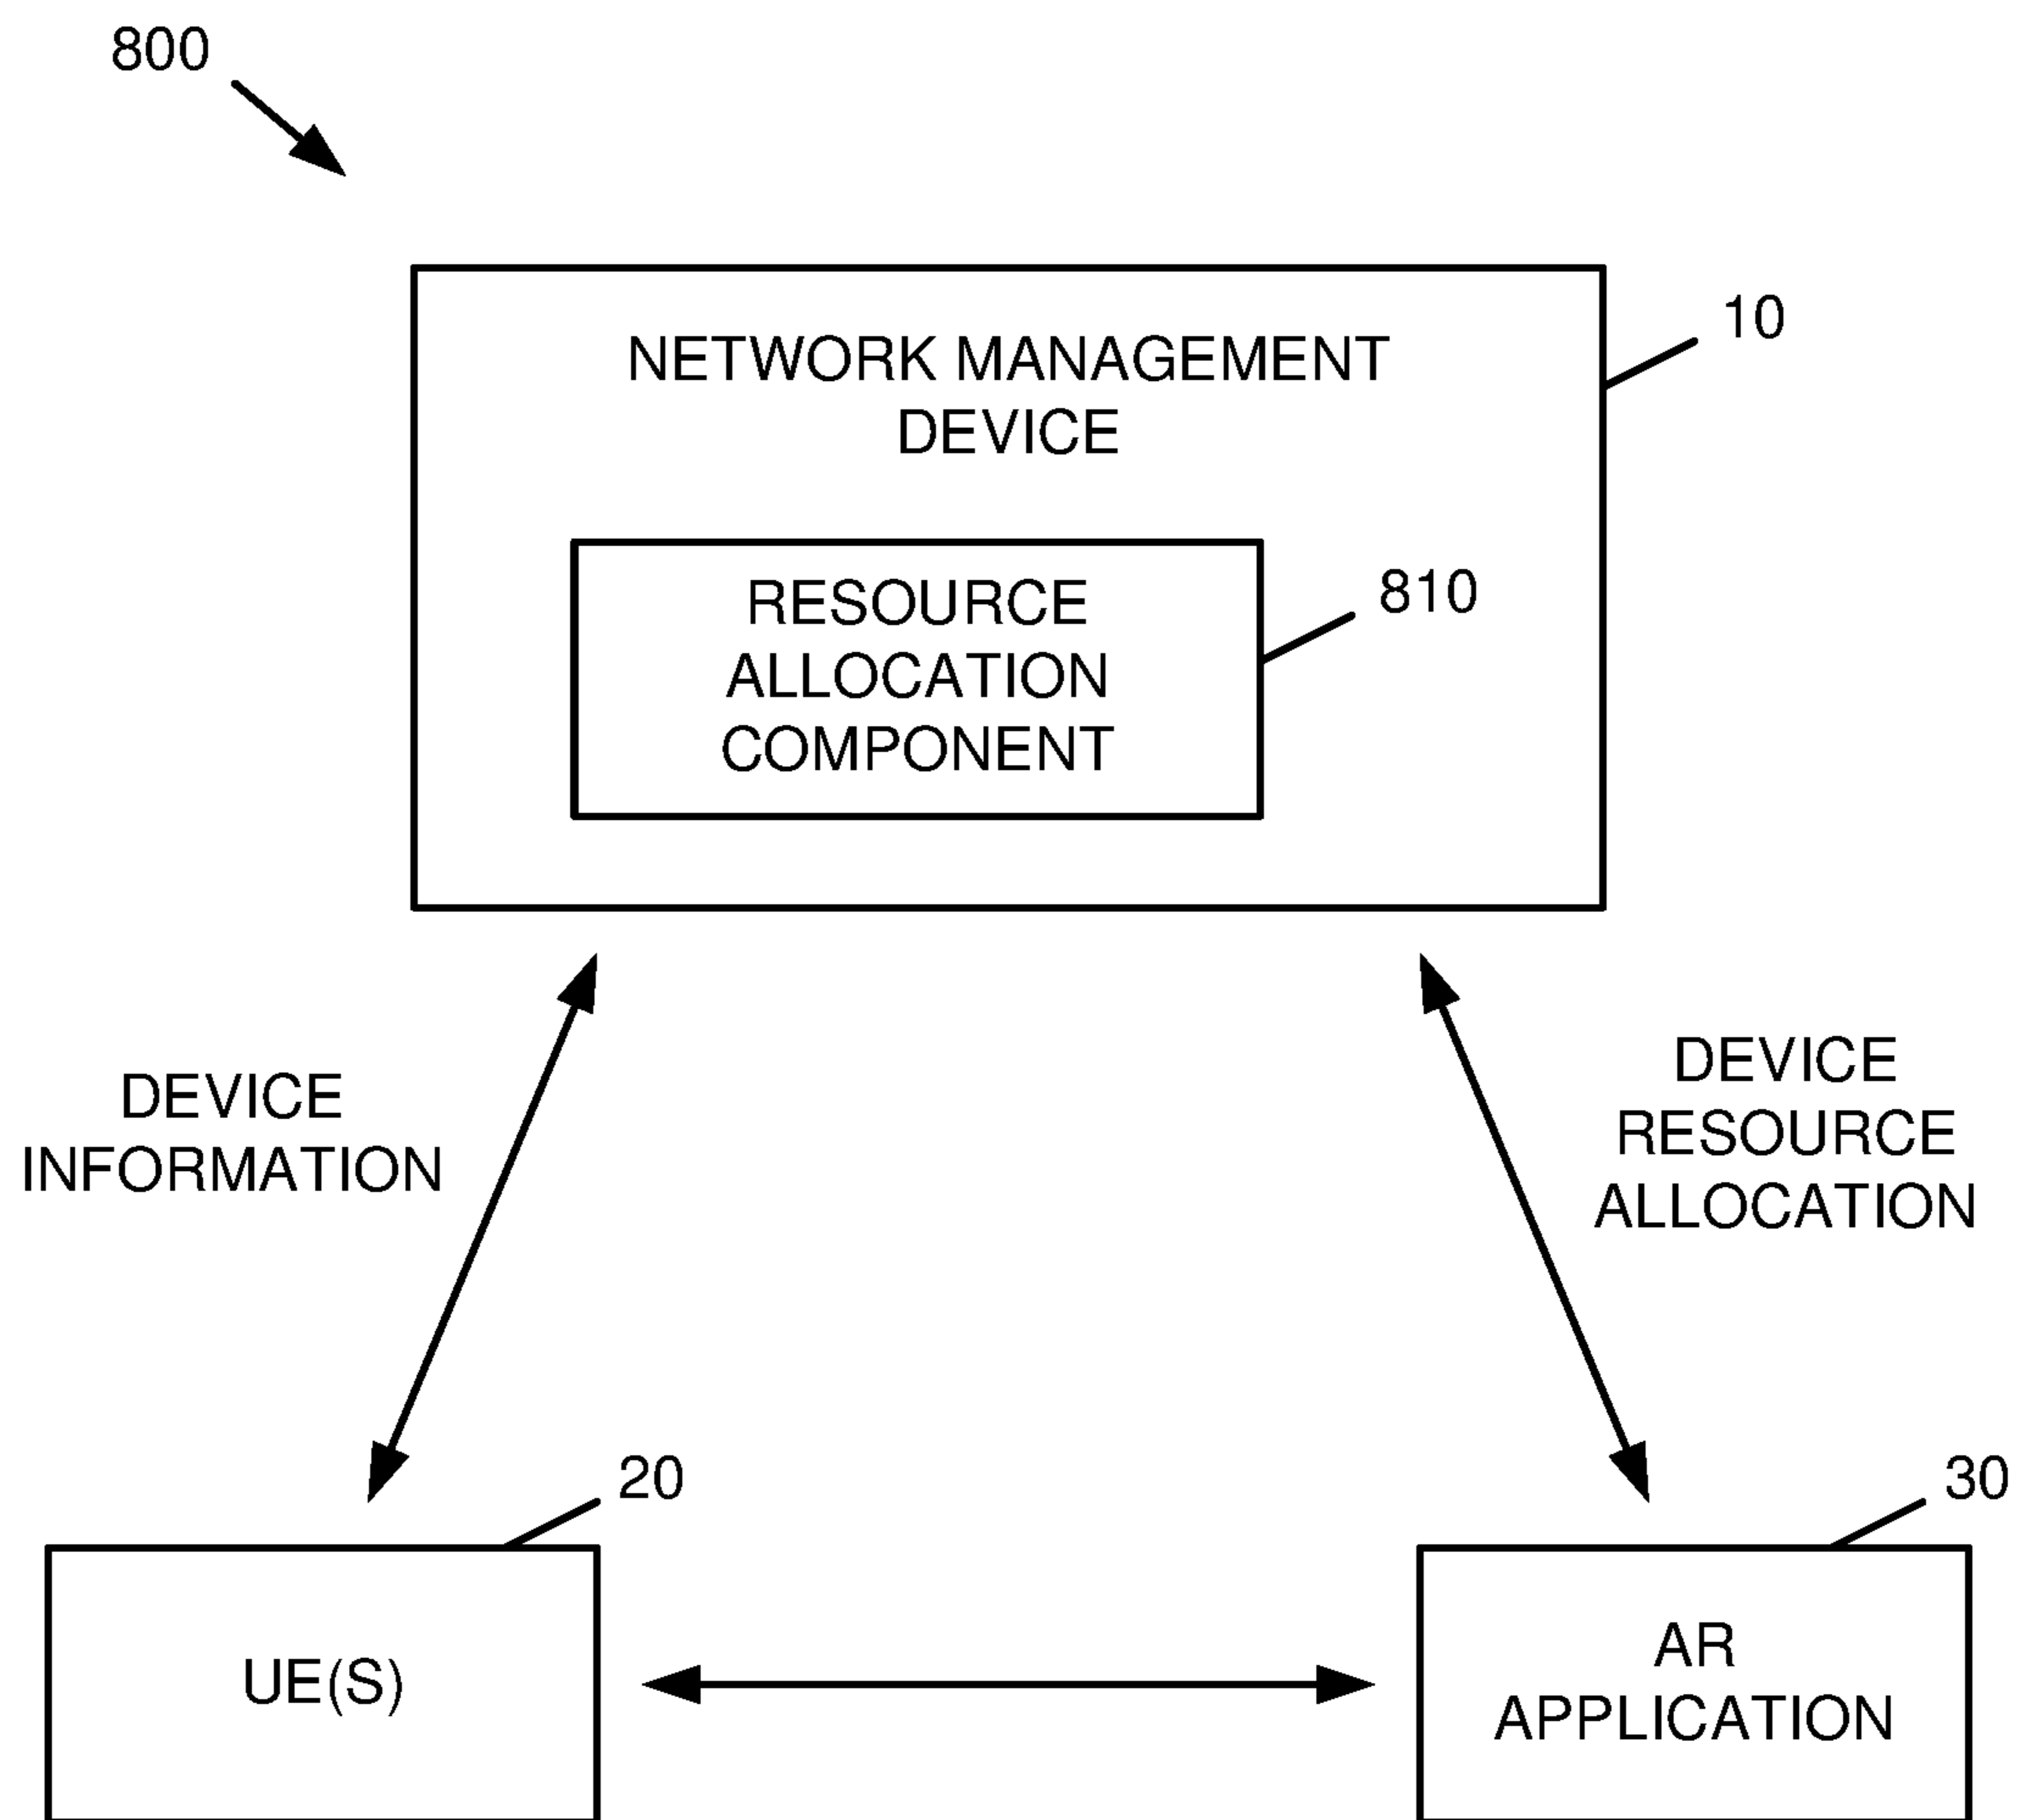 800
10
NETWORK MANAGEMENT
DEVICE
810
RESOURCE
ALLOCATION
COMPONENT
DEVICE
INFORMATION
DEVICE
RESOURCE
ALLOCATION
20
30
UE(S)
AR
APPLICATION